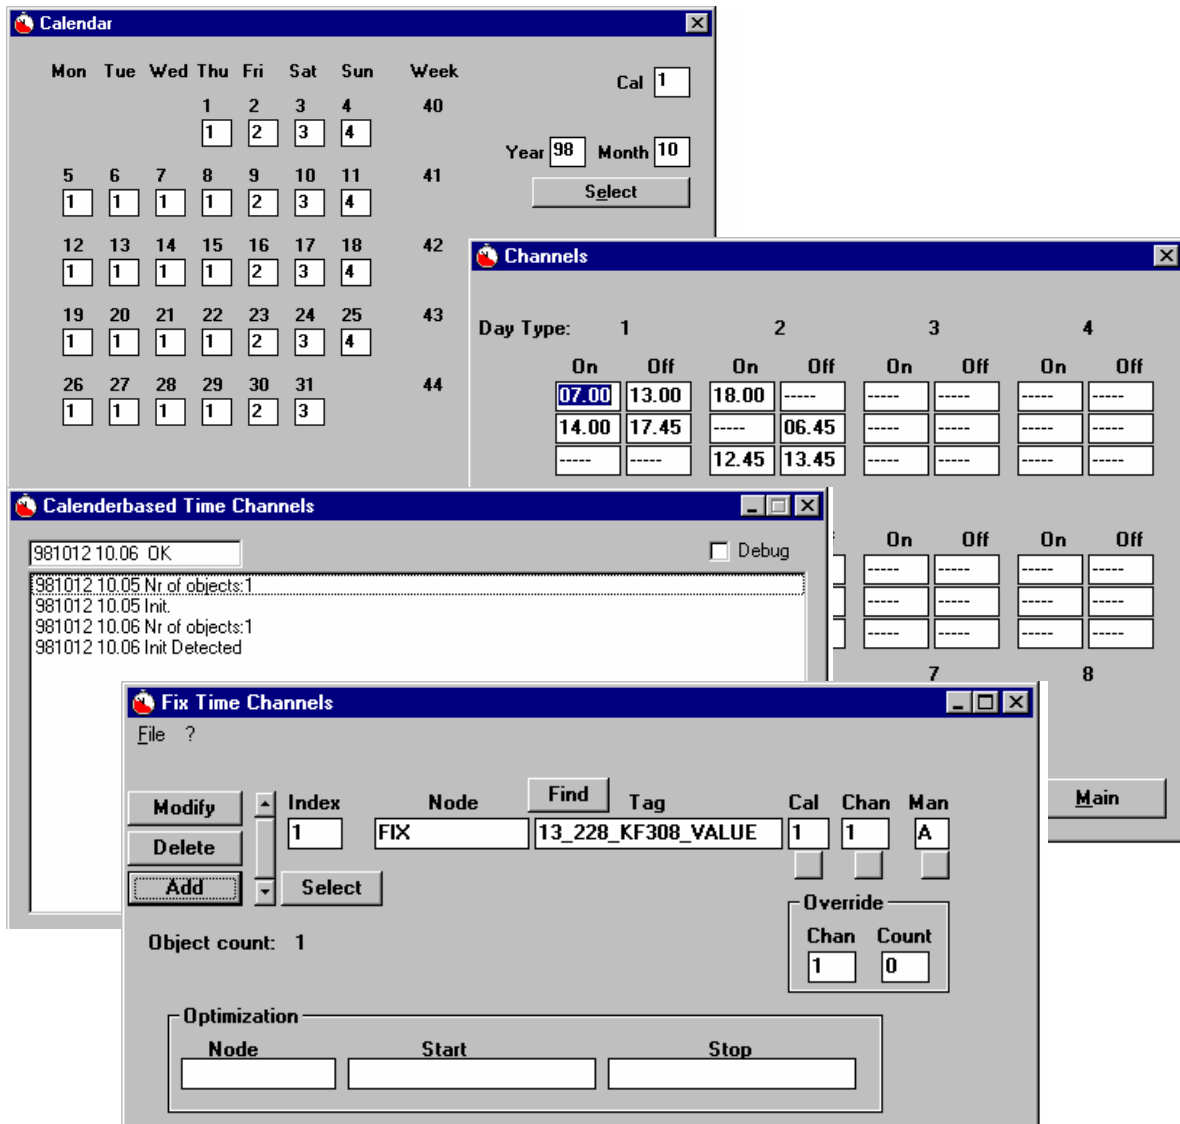 Calendar
Mon Tue Wed Thu Fri Sat Sun Week
Cal 1
1 2 3 4 40
1 2 3 4
Year 98 Month 10
5 6 7 8 9 10 11 41
Select
1 1 1 1 2 3 4
12 13 14 15 16 17 18 42
1 1 1 1 2 3 4
19 20 21 22 23 24 25 43
1 1 1 1 2 3 4
26 27 28 29 30 31 44
1 1 1 1 2 3
Channels
Day Type: 1 2 3 4
On Off On Off On Off On Off
07.00 13.00 18.00 ----- ----- ----- ----- -----
14.00 17.45 ----- 06.45 ----- ----- ----- -----
----- ----- 12.45 13.45 ----- ----- ----- -----
On Off On Off
----- ----- ----- -----
----- ----- ----- -----
----- ----- ----- -----
7 8
Main
Calenderbased Time Channels
981012 10.06 OK
Debug
981012 10.05 Nr of objects:1
981012 10.05 Init.
981012 10.06 Nr of objects:1
981012 10.06 Init Detected
Fix Time Channels
File ?
Modify
Delete
Add
Index Node Find Tag Cal Chan Man
1 FIX 13_228_KF308_VALUE 1 1 A
Select
Object count: 1
Override
Chan Count
1 0
Optimization
Node Start Stop